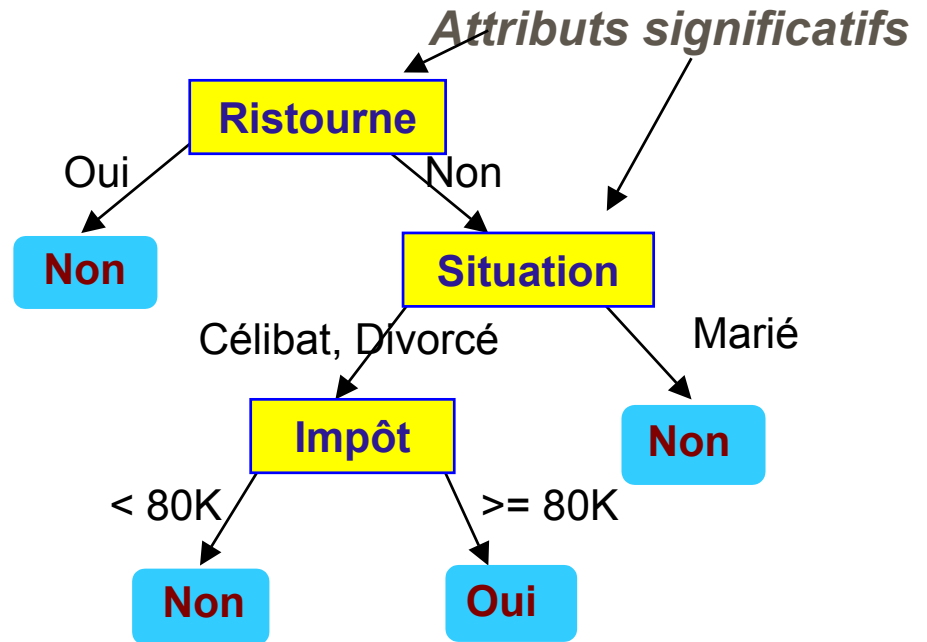 Attributs significatifs
Ristourne
Oui
Non
Non
Situation
Célibat, Divorcé
Marié
Impôt
Non
< 80K
>= 80K
Non
Oui